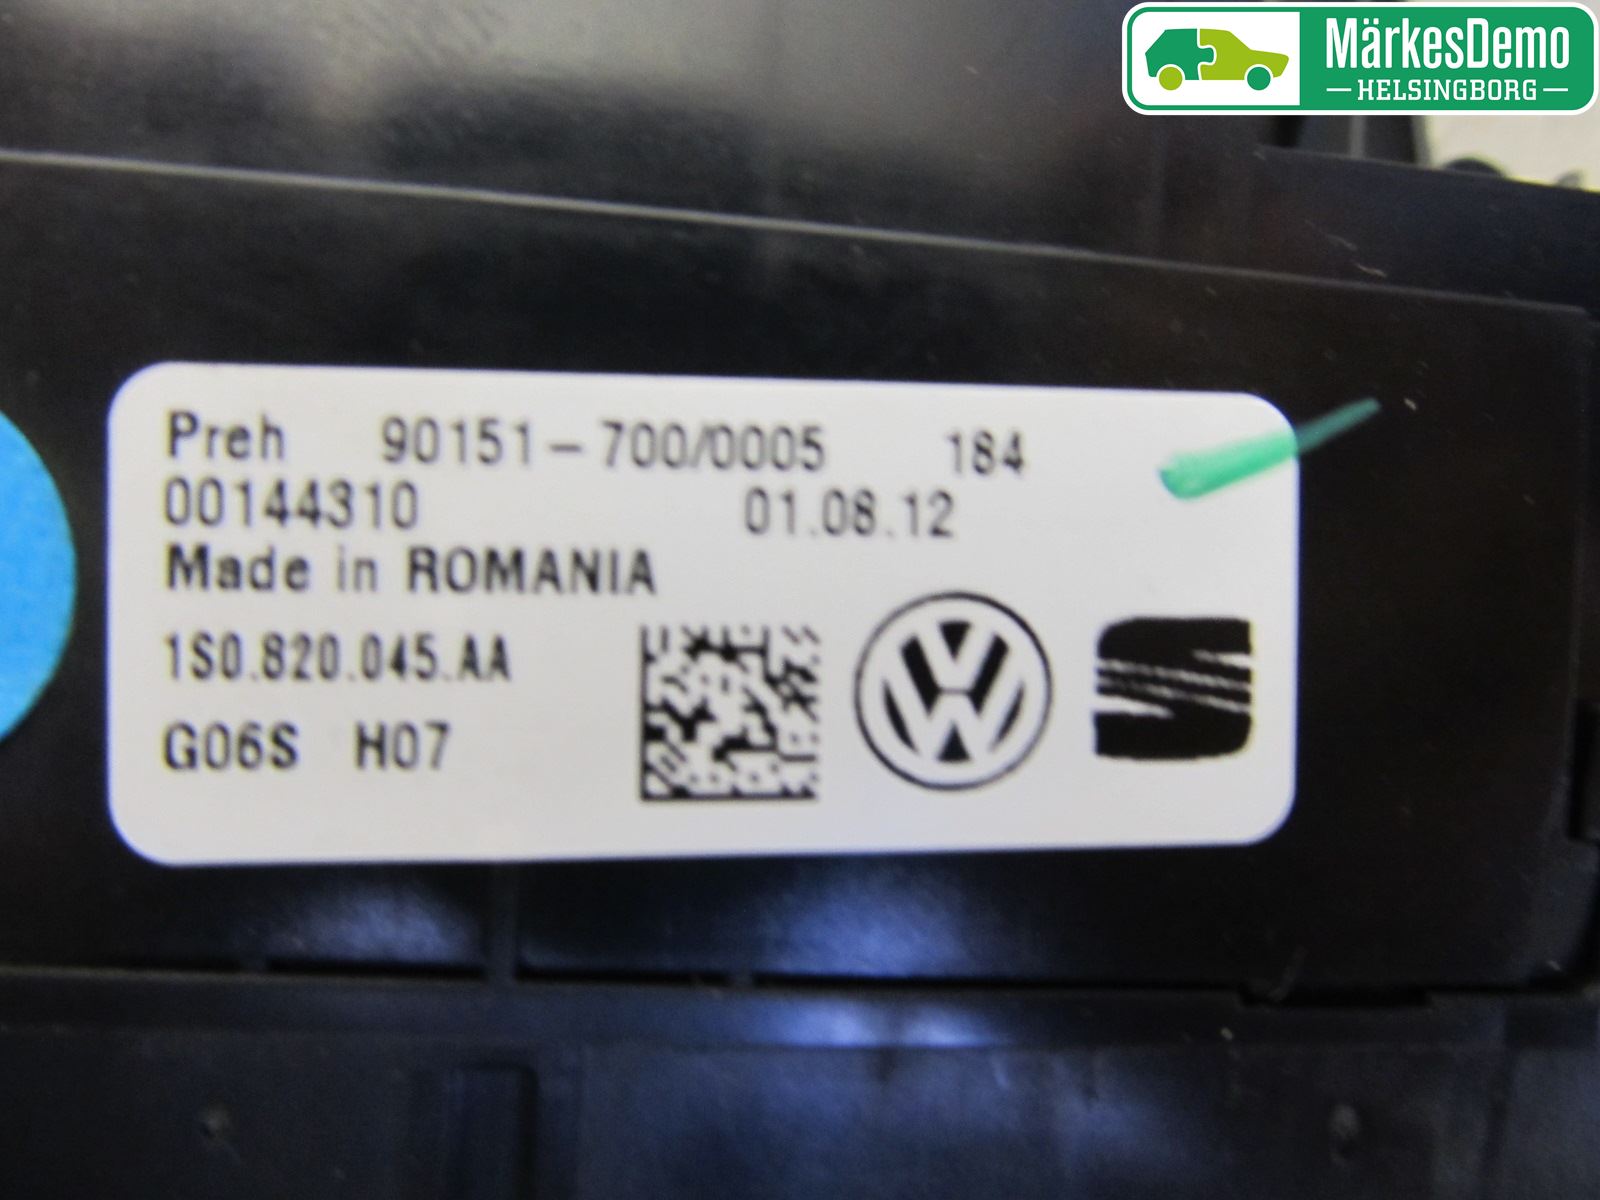 MärkesDemo
HELSINGBORG
Preh 90151-700/0005 184
00144310 01.08.12
Made in ROMANIA
1S0.820.045.AA
G06S H07